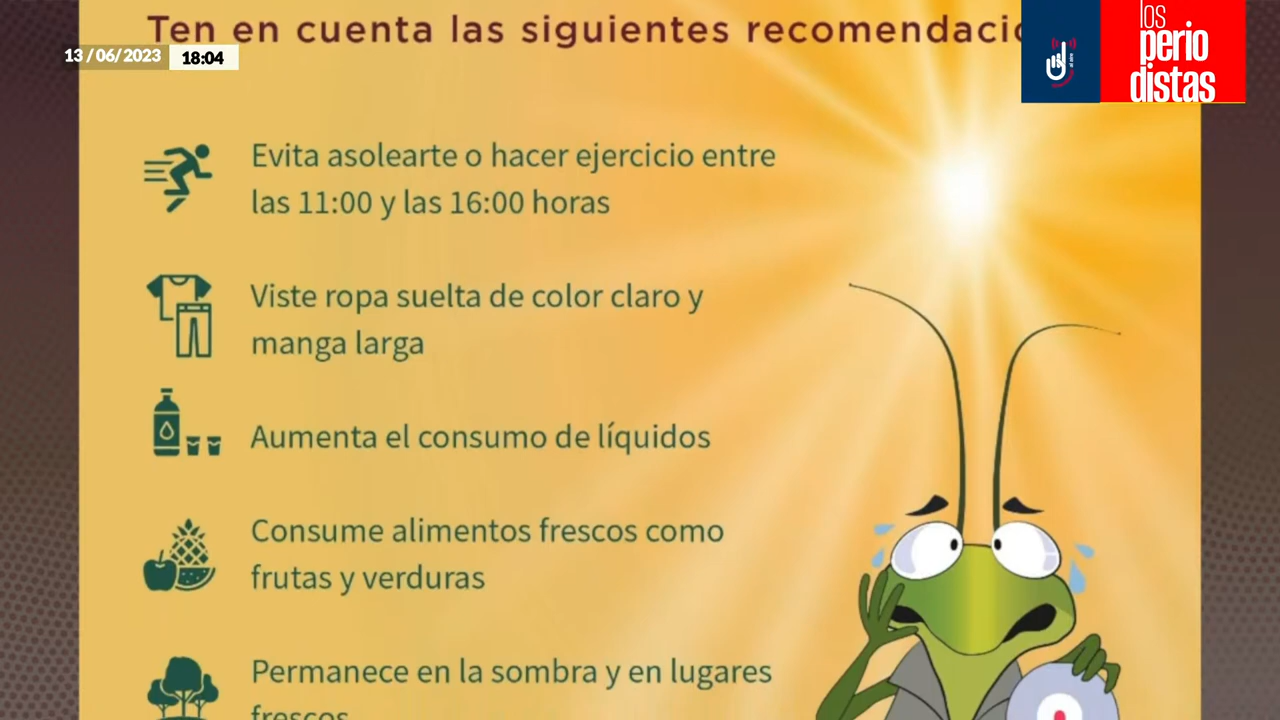 Ten en cuenta las siguientes
13/06/2023
18:04
los
perio
distas
Evita asolearte o hacer ejercicio entre
las 11:00 y las 16:00 horas
Viste ropa suelta de color claro y
manga larga
Aumenta el consumo de líquidos
Consume alimentos frescos como
frutas y verduras
Permanece en la sombra y en lugares
frescos